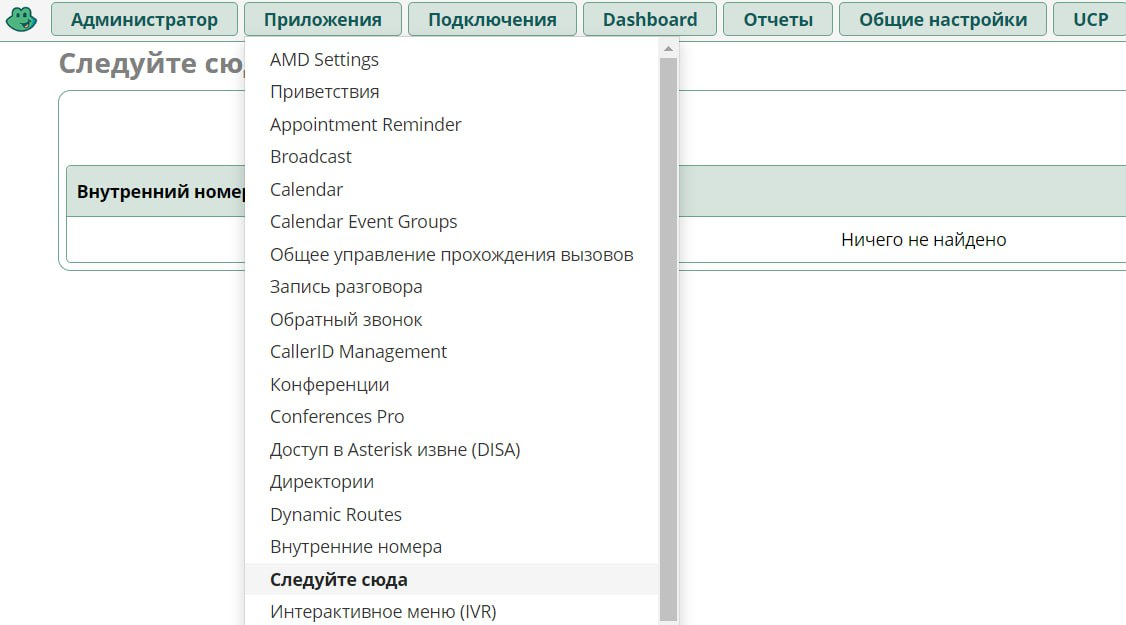 Администратор Приложения Подключения Dashboard Отчеты Общие настройки UCP
Следуйте сю
AMD Settings
Приветствия
Appointment Reminder
Broadcast
Внутренний номер
Calendar
Calendar Event Groups
Ничего не найдено
Общее управление прохождения вызовов
Запись разговора
Обратный звонок
CallerID Management
Конференции
Conferences Pro
Доступ в Asterisk извне (DISA)
Директории
Dynamic Routes
Внутренние номера
Следуйте сюда
Интерактивное меню (IVR)